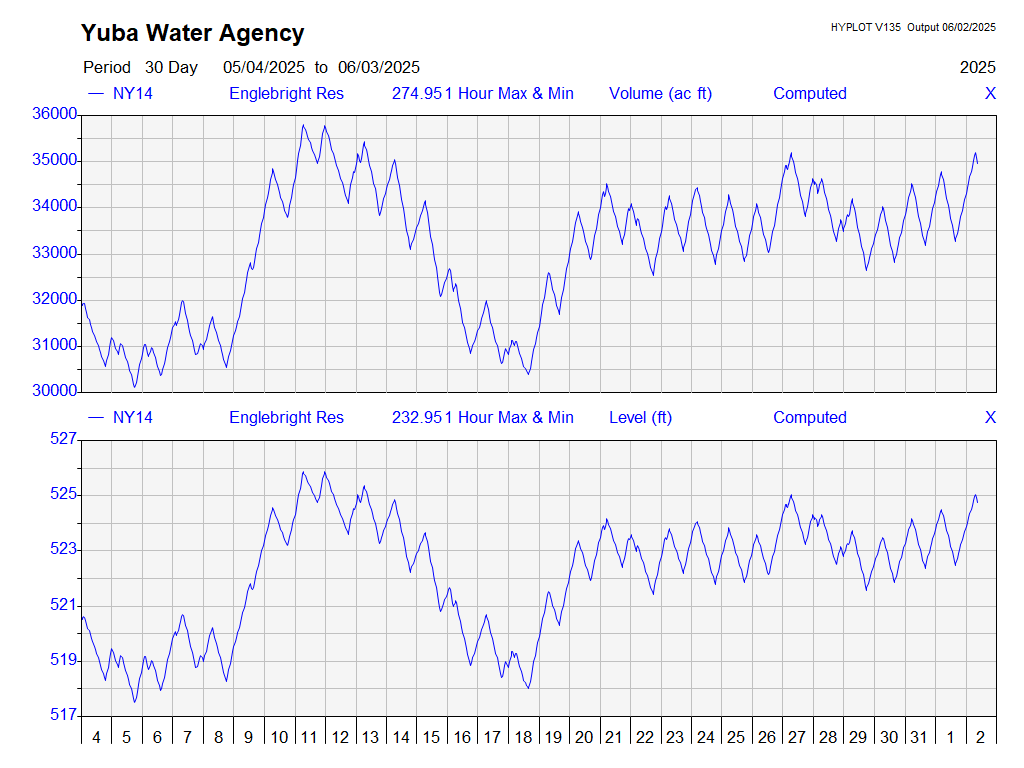 Yuba Water Agency
HYPLOT V135 Output 06/02/2025
Period 30 Day 05/04/2025 to 06/03/2025 2025
NY14 Englebright Res 274.951 Hour Max & Min Volume (ac ft) Computed X
36000
35000
34000
33000
32000
31000
30000
NY14 Englebright Res 232.951 Hour Max & Min Level (ft) Computed X
527
525
523
521
519
517
4 5 6 7 8 9 10 11 12 13 14 15 16 17 18 19 20 21 22 23 24 25 26 27 28 29 30 31 1 2